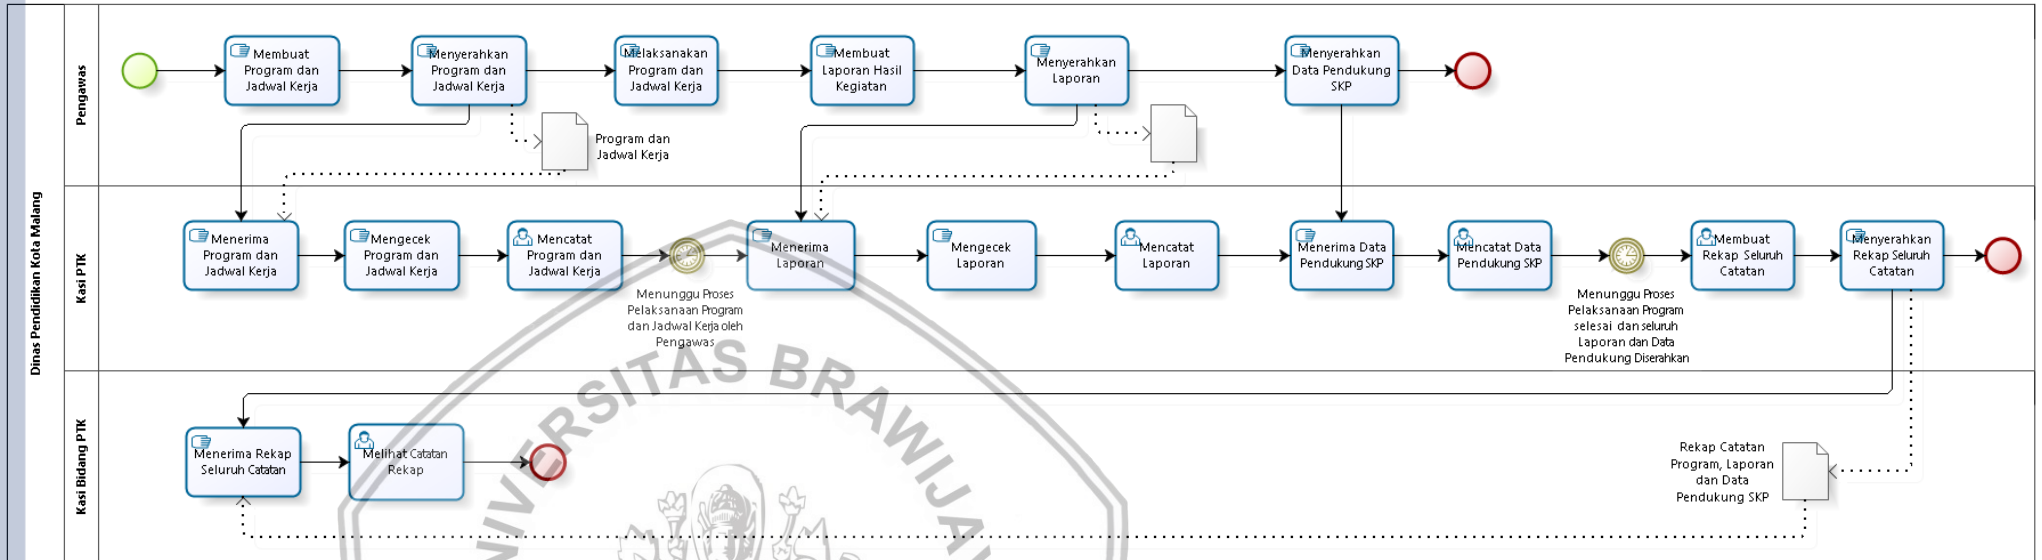 Dinas Pendidikan Kota Malang
Pengawas
Membuat
Program dan
Jadwal Kerja
Menyerahkan
Program dan
Jadwal Kerja
Melaksanakan
Program dan
Jadwal Kerja
Membuat
Laporan Hasil
Kegiatan
Menyerahkan
Laporan
Menyerahkan
Data Pendukung
SKP
Program dan
Jadwal Kerja
Kasi PTK
Menerima
Program dan
Jadwal Kerja
Mengecek
Program dan
Jadwal Kerja
Mencatat
Program dan
Jadwal Kerja
Menunggu Proses
Pelaksanaan Program
dan Jadwal Kerja oleh
Pengawas
Menerima
Laporan
Mengecek
Laporan
Mencatat
Laporan
Menerima Data
Pendukung SKP
Mencatat Data
Pendukung SKP
Menunggu Proses
Pelaksanaan Program
selesai dan seluruh
Laporan dan Data
Pendukung Diserahkan
Membuat
Rekap Seluruh
Catatan
Menyerahkan
Rekap Seluruh
Catatan
Kasi Bidang PTK
Menerima Rekap
Seluruh Catatan
Melihat Catatan
Rekap
Rekap Catatan
Program, Laporan
dan Data
Pendukung SKP
UNIVERSITAS BRAWIJAYA